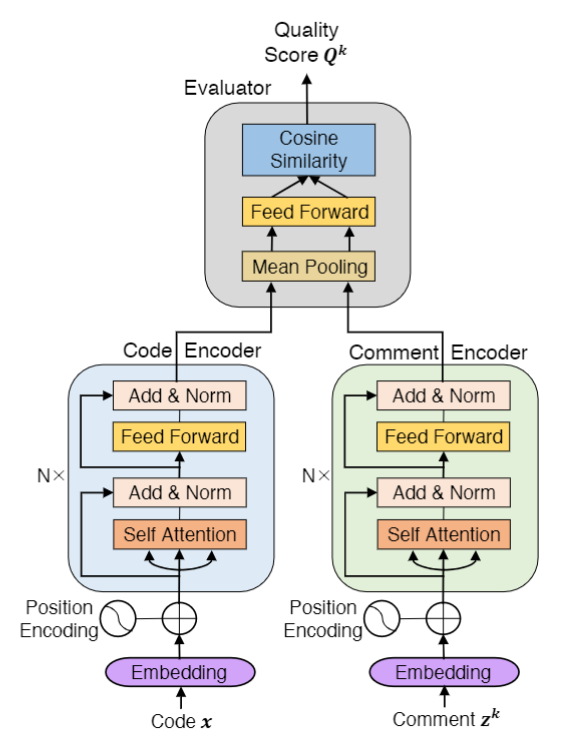 Quality
Score Q^k
Evaluator
Cosine
Similarity
Feed Forward
Mean Pooling
Code Encoder
Add & Norm
Feed Forward
N×
Add & Norm
Self Attention
Position
Encoding
Embedding
Code x
Comment Encoder
Add & Norm
Feed Forward
N×
Add & Norm
Self Attention
Position
Encoding
Embedding
Comment z^k